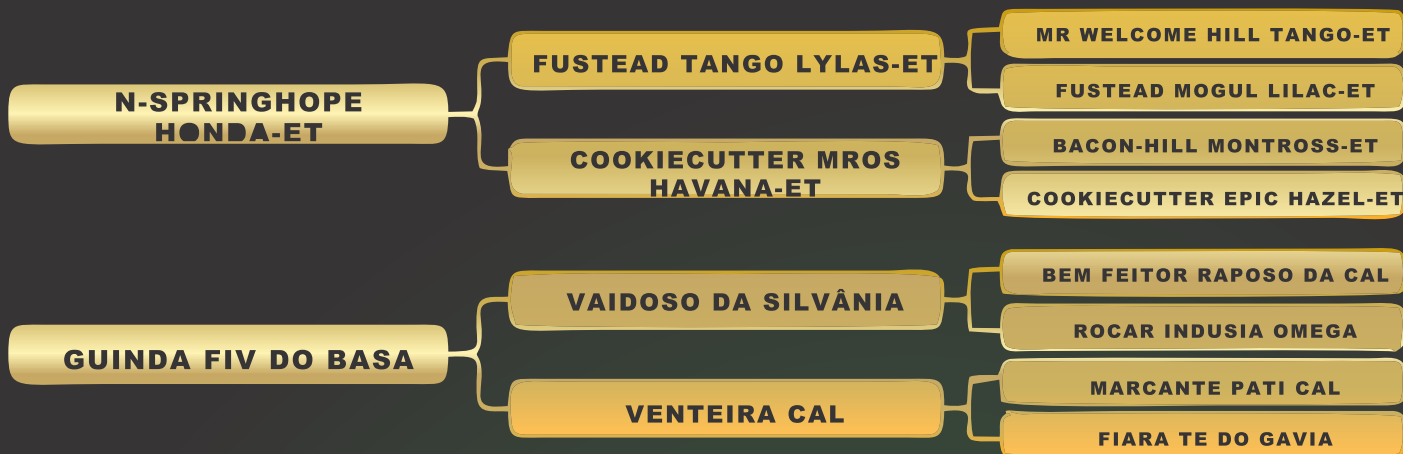 N-SPRINGHOPE
HONDA-ET
FUSTEAD TANGO LYLAS-ET
MR WELCOME HILL TANGO-ET
FUSTEAD MOGUL LILAC-ET
COOKIECUTTER MROS
HAVANA-ET
BACON-HILL MONTROSS-ET
COOKIECUTTER EPIC HAZEL-ET
GUINDA FIV DO BASA
VAIDOSO DA SILVÂNIA
BEM FEITOR RAPOSO DA CAL
ROCAR INDUSIA OMEGA
VENTEIRA CAL
MARCANTE PATI CAL
FIARA TE DO GAVIA